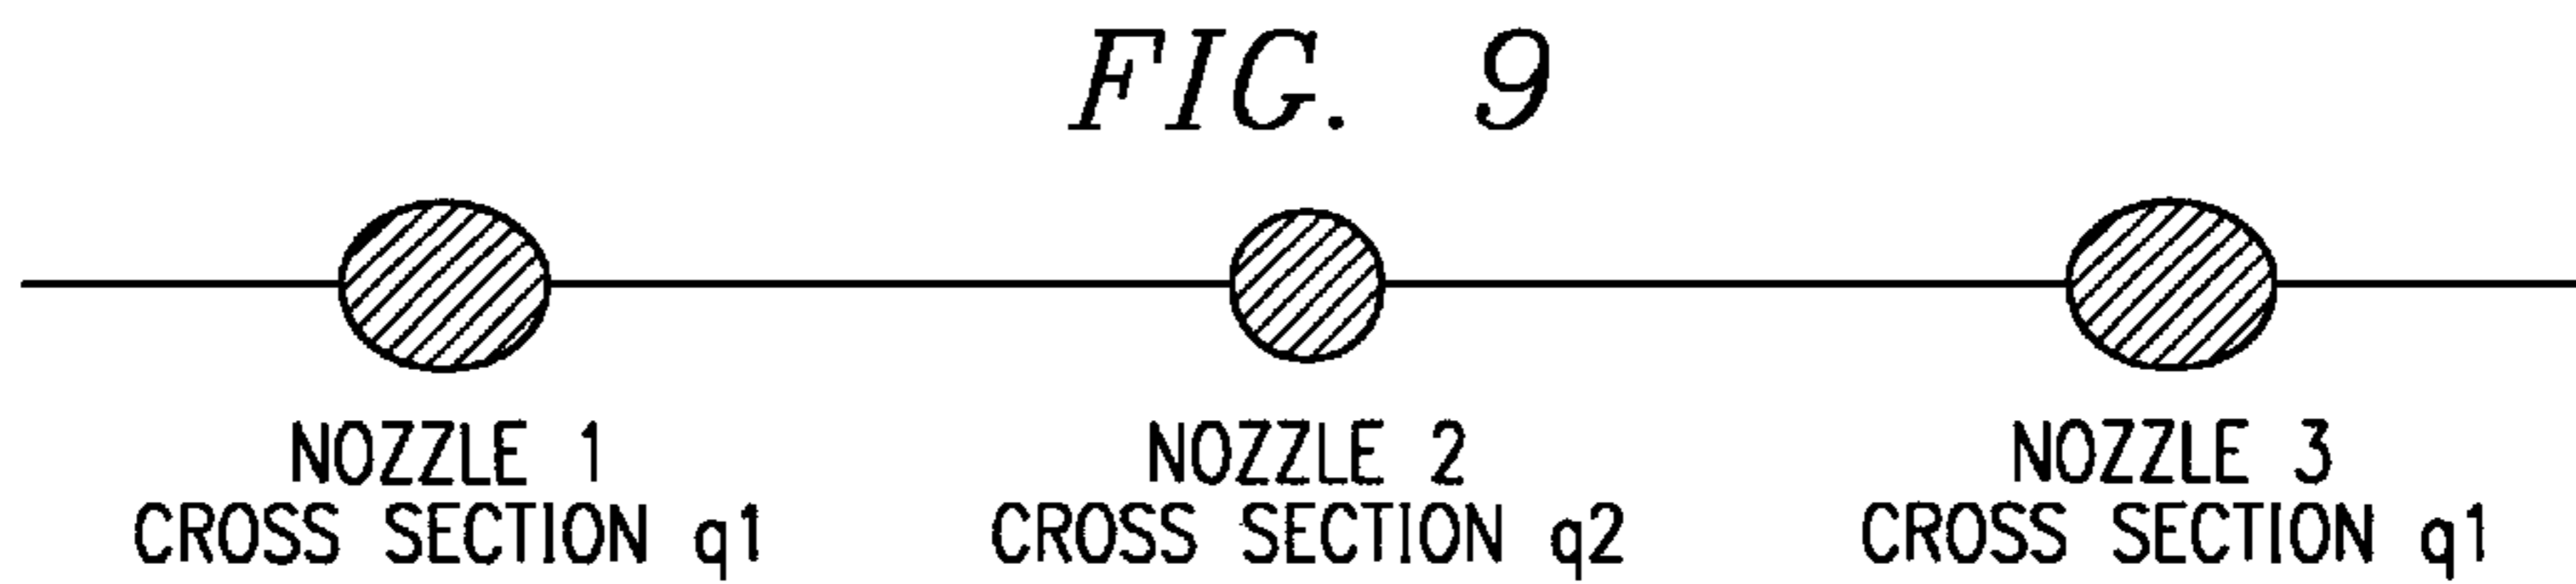 FIG. 9
NOZZLE 1
CROSS SECTION q1
NOZZLE 2
CROSS SECTION q2
NOZZLE 3
CROSS SECTION q1